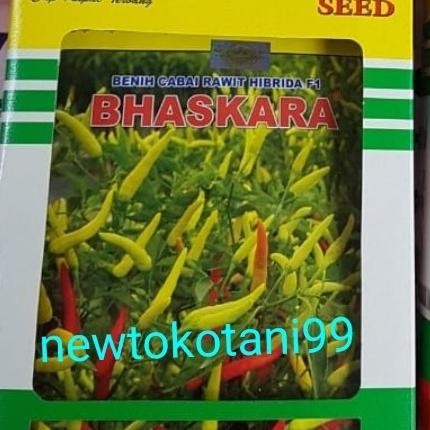 SEED
BENIH CABAI RAWIT HIBRIDA F1
BHASKARA
newtokotani99